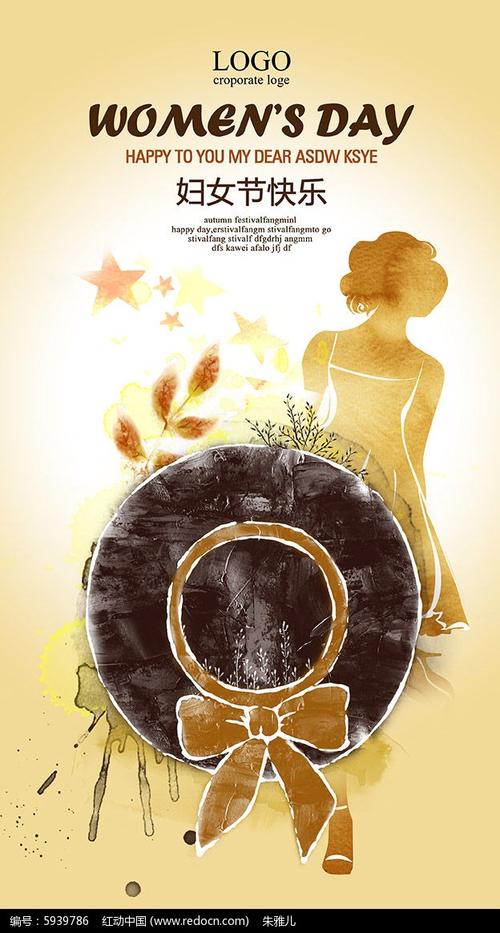 LOGO
croporate loge
WOMEN'S DAY
HAPPY TO YOU MY DEAR ASDW KSYE
妇女节快乐
autumn festivalfangminl
happy day,erstivalfangm stivalfangmto go
stivalfang stivalf dfgdrhj angmm
dfs kawei afalo jfj df
编号：5939786 红动中国 (www.redocn.com) 朱雅儿